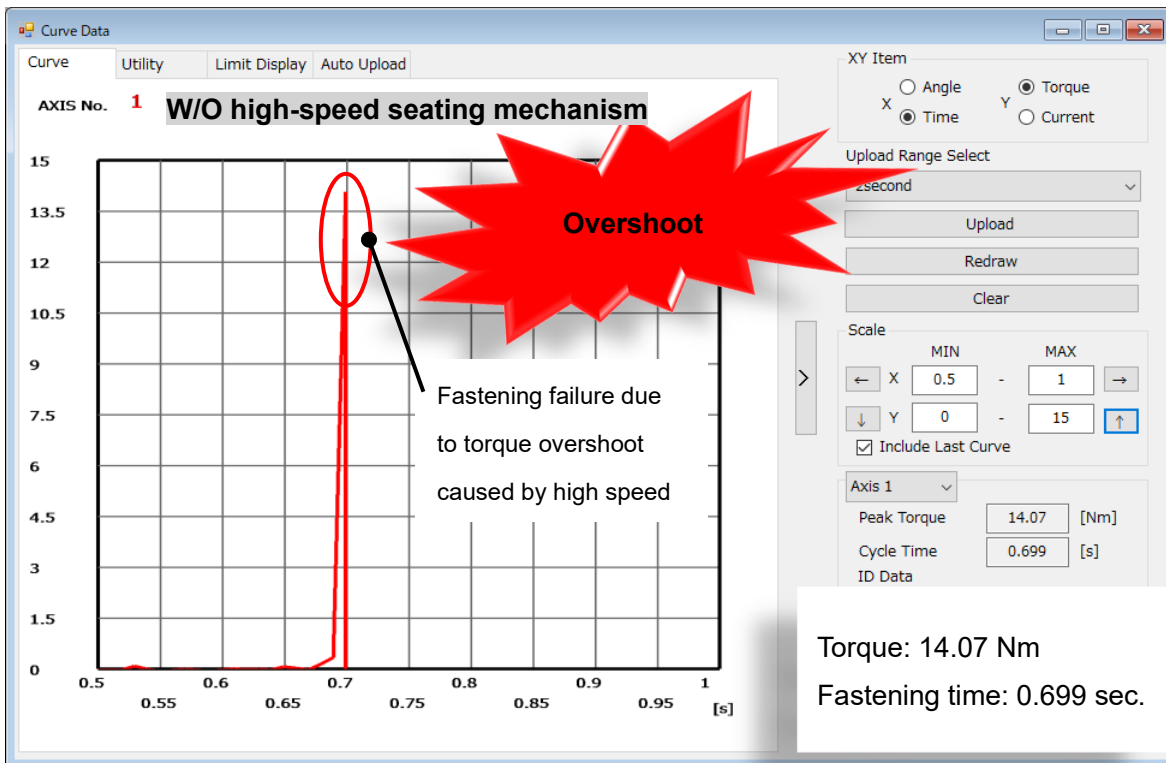 Curve Data
Curve Utility Limit Display Auto Upload
AXIS No. 1 W/O high-speed seating mechanism
15
13.5
12
10.5
9
7.5
6
4.5
3
1.5
0
0.5 0.6 0.7 0.8 0.9 1
0.55 0.65 0.75 0.85 0.95 [s]
Overshoot
Fastening failure due
to torque overshoot
caused by high speed
XY Item
X Angle Y Torque
Time Current
Upload Range Select
2second
Upload
Redraw
Clear
>
Scale
MIN MAX
← X 0.5 - 1 →
↓ Y 0 - 15 ↑
Include Last Curve
Axis 1
Peak Torque 14.07 [Nm]
Cycle Time 0.699 [s]
ID Data
Torque: 14.07 Nm
Fastening time: 0.699 sec.